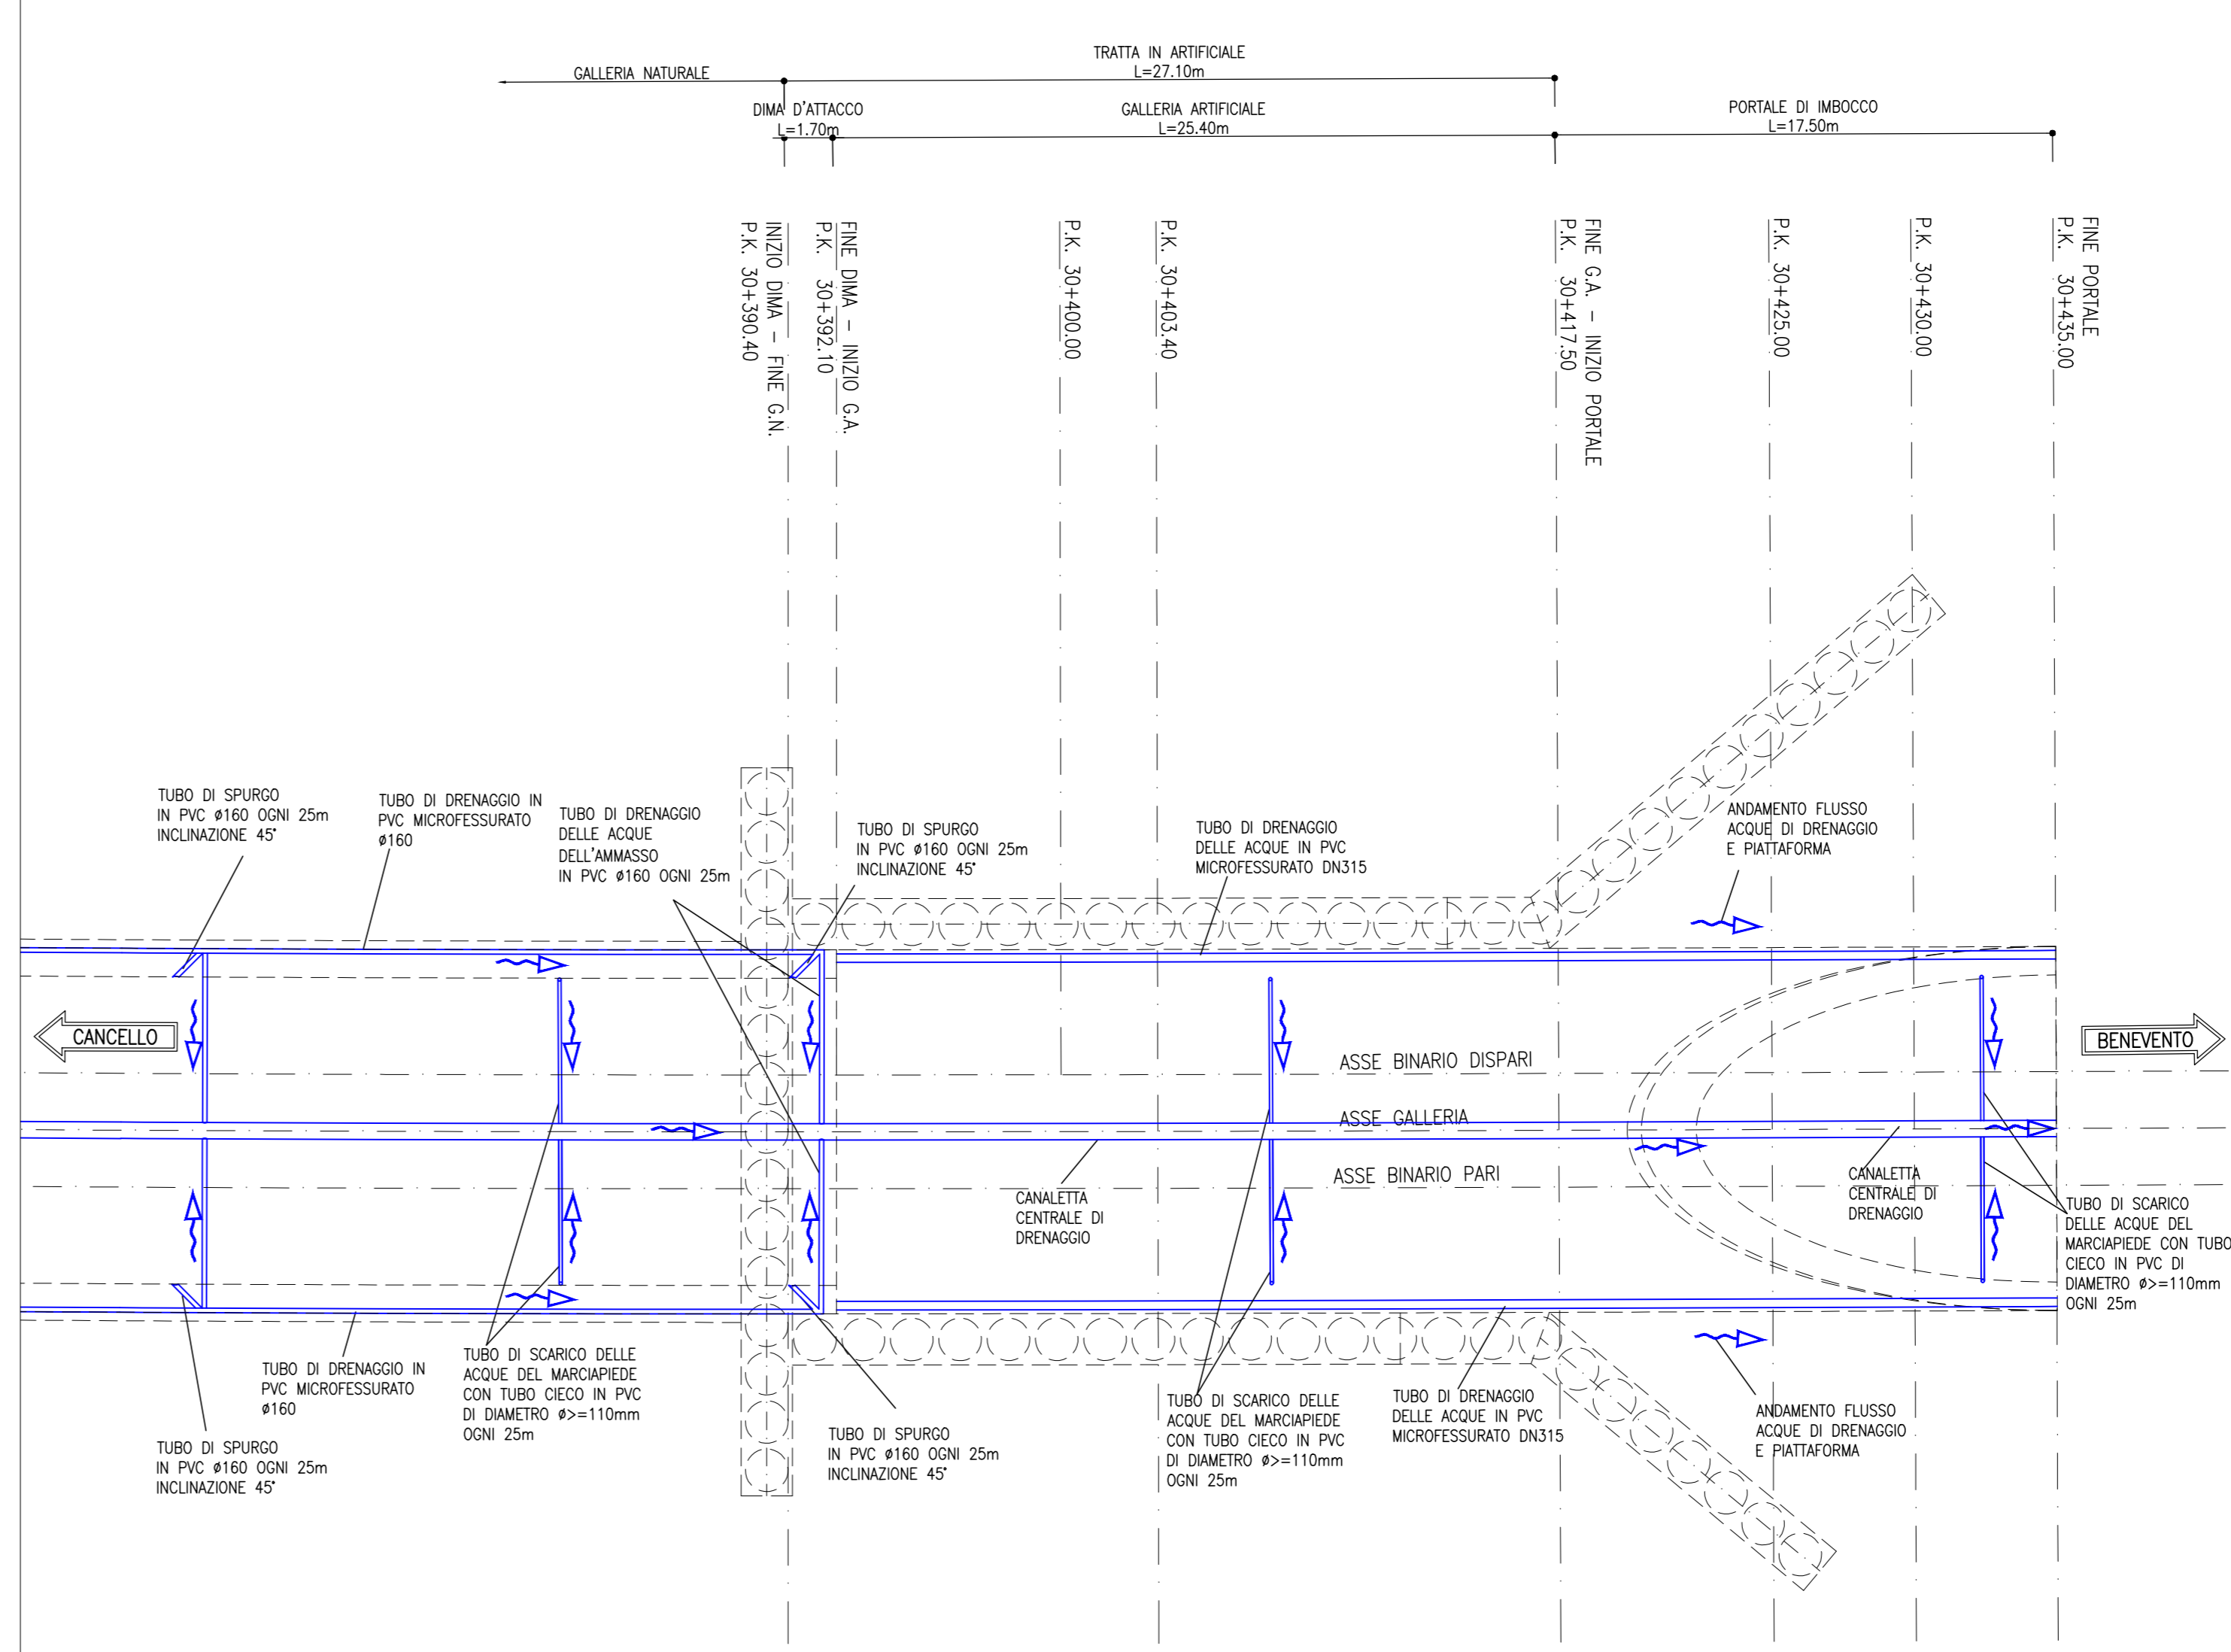 TRATTA IN ARTIFICIALE
L=27.10m
GALLERIA NATURALE
DIMA D'ATTACCO
L=1.70m
GALLERIA ARTIFICIALE
L=25.40m
PORTALE DI IMBOCCO
L=17.50m
INIZIO DIMA - FINE G.N.
P.K. 30+390.40
FINE DIMA - INIZIO G.A.
P.K. 30+392.10
P.K. 30+400.00
P.K. 30+403.40
FINE G.A. - INIZIO PORTALE
P.K. 30+417.50
P.K. 30+425.00
P.K. 30+430.00
FINE PORTALE
P.K. 30+435.00
TUBO DI SPURGO
IN PVC ø160 OGNI 25m
INCLINAZIONE 45°
TUBO DI DRENAGGIO IN
PVC MICROFESSURATO
ø160
TUBO DI DRENAGGIO
DELLE ACQUE
DELL'AMMASSO
IN PVC ø160 OGNI 25m
TUBO DI SPURGO
IN PVC ø160 OGNI 25m
INCLINAZIONE 45°
TUBO DI DRENAGGIO
DELLE ACQUE IN PVC
MICROFESSURATO DN315
ANDAMENTO FLUSSO
ACQUE DI DRENAGGIO
E PIATTAFORMA
CANCELLO
BENEVENTO
ASSE BINARIO DISPARI
ASSE GALLERIA
ASSE BINARIO PARI
CANALETTA
CENTRALE DI
DRENAGGIO
CANALETTA
CENTRALE DI
DRENAGGIO
TUBO DI SCARICO
DELLE ACQUE DEL
MARCIAPIEDE CON TUBO
CIECO IN PVC DI
DIAMETRO ø>=110mm
OGNI 25m
TUBO DI SPURGO
IN PVC ø160 OGNI 25m
INCLINAZIONE 45°
TUBO DI DRENAGGIO IN
PVC MICROFESSURATO
ø160
TUBO DI SCARICO DELLE
ACQUE DEL MARCIAPIEDE
CON TUBO CIECO IN PVC
DI DIAMETRO ø>=110mm
OGNI 25m
TUBO DI SPURGO
IN PVC ø160 OGNI 25m
INCLINAZIONE 45°
TUBO DI SCARICO DELLE
ACQUE DEL MARCIAPIEDE
CON TUBO CIECO IN PVC
DI DIAMETRO ø>=110mm
OGNI 25m
TUBO DI DRENAGGIO
DELLE ACQUE IN PVC
MICROFESSURATO DN315
ANDAMENTO FLUSSO
ACQUE DI DRENAGGIO
E PIATTAFORMA